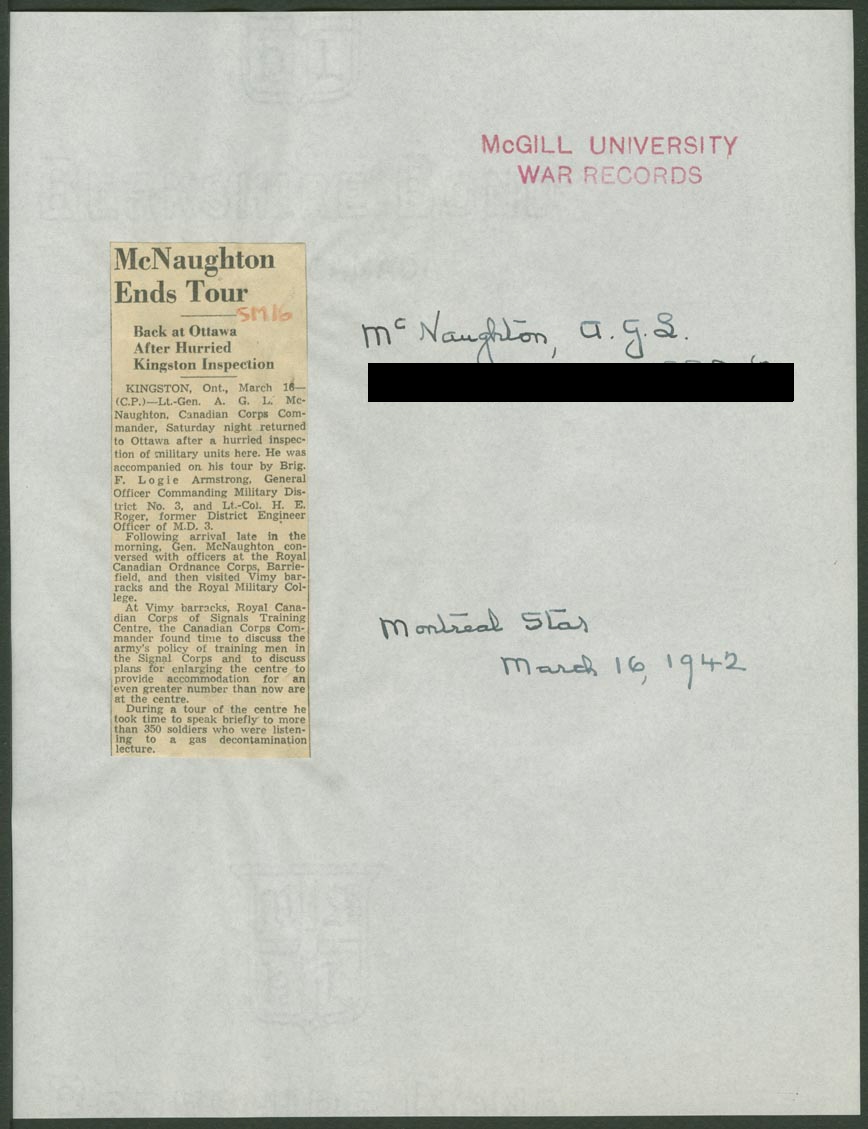 McGILL UNIVERSITY
WAR RECORDS
McNaughton
Ends Tour
SM16
Back at Ottawa
After Hurried
Kingston Inspection
KINGSTON, Ont., March 16—
(C.P.)—Lt.-Gen. A. G. L. Mc-
Naughton, Canadian Corps Com-
mander, Saturday night returned
to Ottawa after a hurried inspec-
tion of military units here. He was
accompanied on his tour by Brig.
F. Logie Armstrong, General
Officer Commanding Military Dis-
trict No. 3, and Lt.-Col. H. E.
Roger, former District Engineer
Officer of M.D. 3.
Following arrival late in the
morning, Gen. McNaughton con-
versed with officers at the Royal
Canadian Ordnance Corps, Barrie-
field, and then visited Vimy bar-
racks and the Royal Military Col-
lege.
At Vimy barracks, Royal Cana-
dian Corps of Signals Training
Centre, the Canadian Corps Com-
mander found time to discuss the
army's policy of training men in
the Signal Corps and to discuss
plans for enlarging the centre to
provide accommodation for an
even greater number than now are
at the centre.
During a tour of the centre he
took time to speak briefly to more
than 350 soldiers who were listen-
ing to a gas decontamination
lecture.
McNaughton, A. G. L.
Montreal Star
March 16, 1942